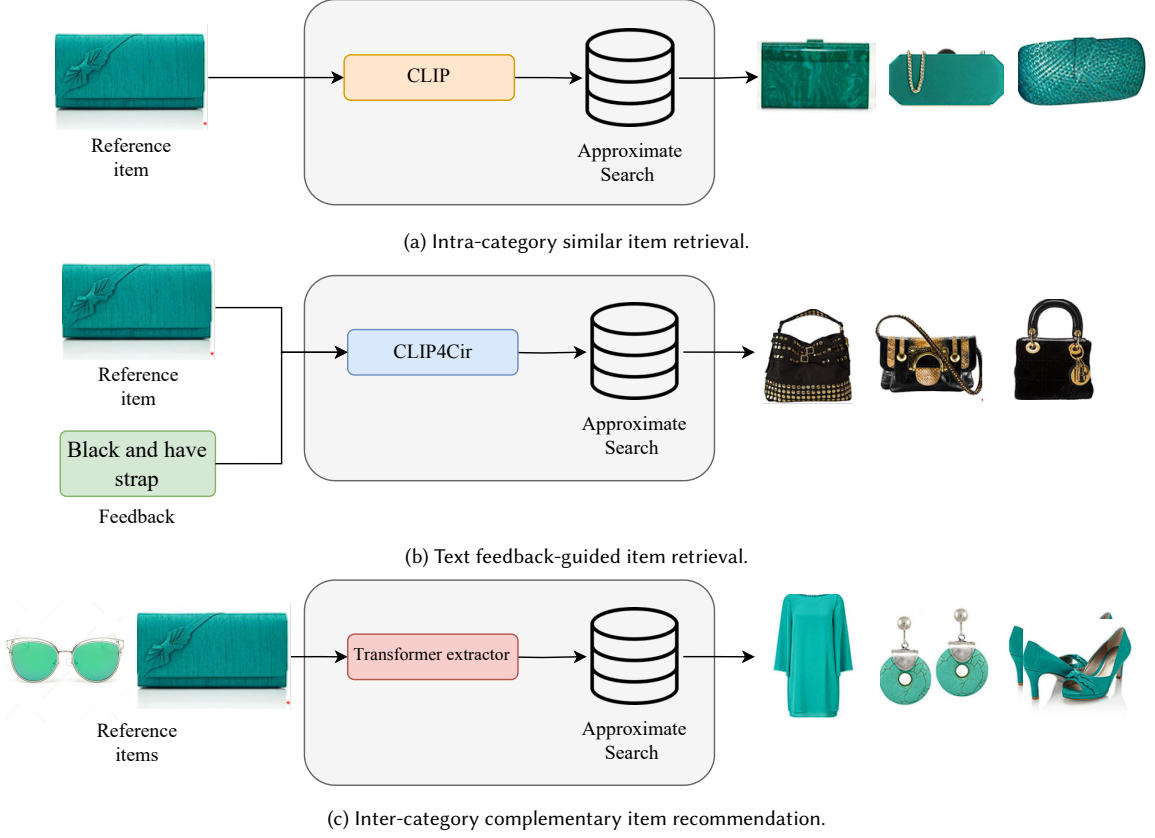 CLIP
Reference
item
Approximate
Search
(a) Intra-category similar item retrieval.
CLIP4Cir
Reference
item
Approximate
Search
Black and have
strap
Feedback
(b) Text feedback-guided item retrieval.
Transformer extractor
Reference
items
Approximate
Search
(c) Inter-category complementary item recommendation.